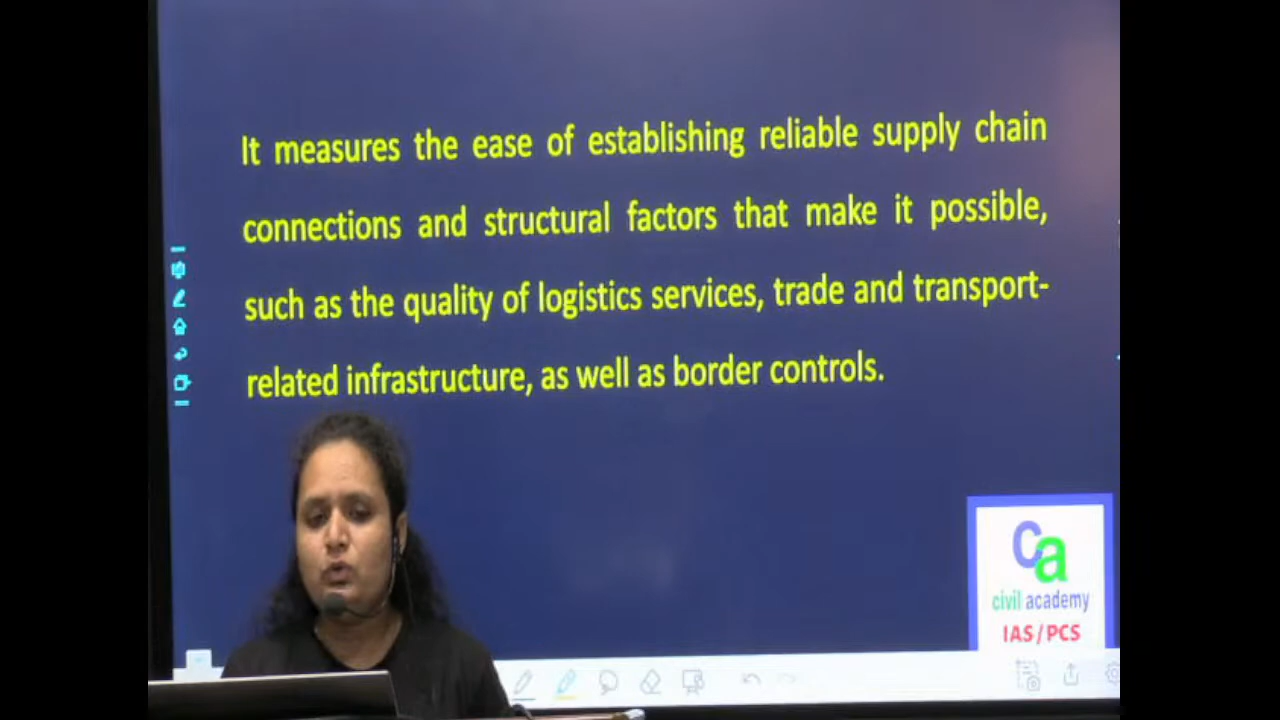 It measures the ease of establishing reliable supply chain
connections and structural factors that make it possible,
such as the quality of logistics services, trade and transport-
related infrastructure, as well as border controls.
Ca
civil academy
IAS/PCS